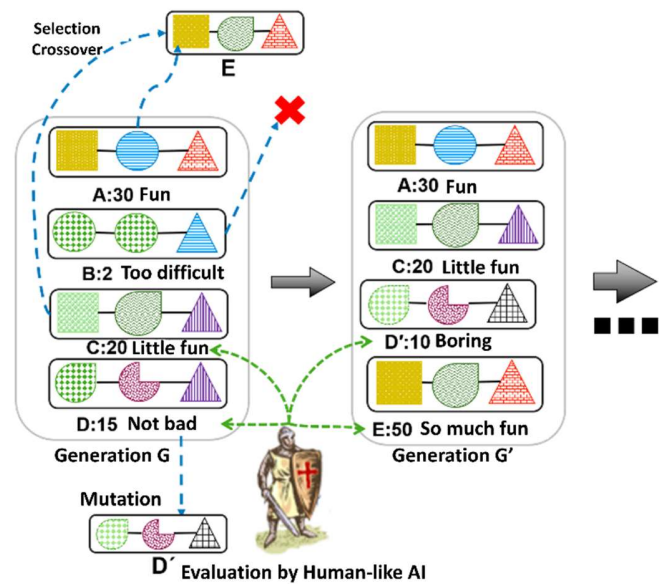 Selection
Crossover
E
A:30 Fun
B:2 Too difficult
C:20 Little fun
D:15 Not bad
Generation G
Mutation
D´
A:30 Fun
C:20 Little fun
D′:10 Boring
E:50 So much fun
Generation G′
Evaluation by Human-like AI